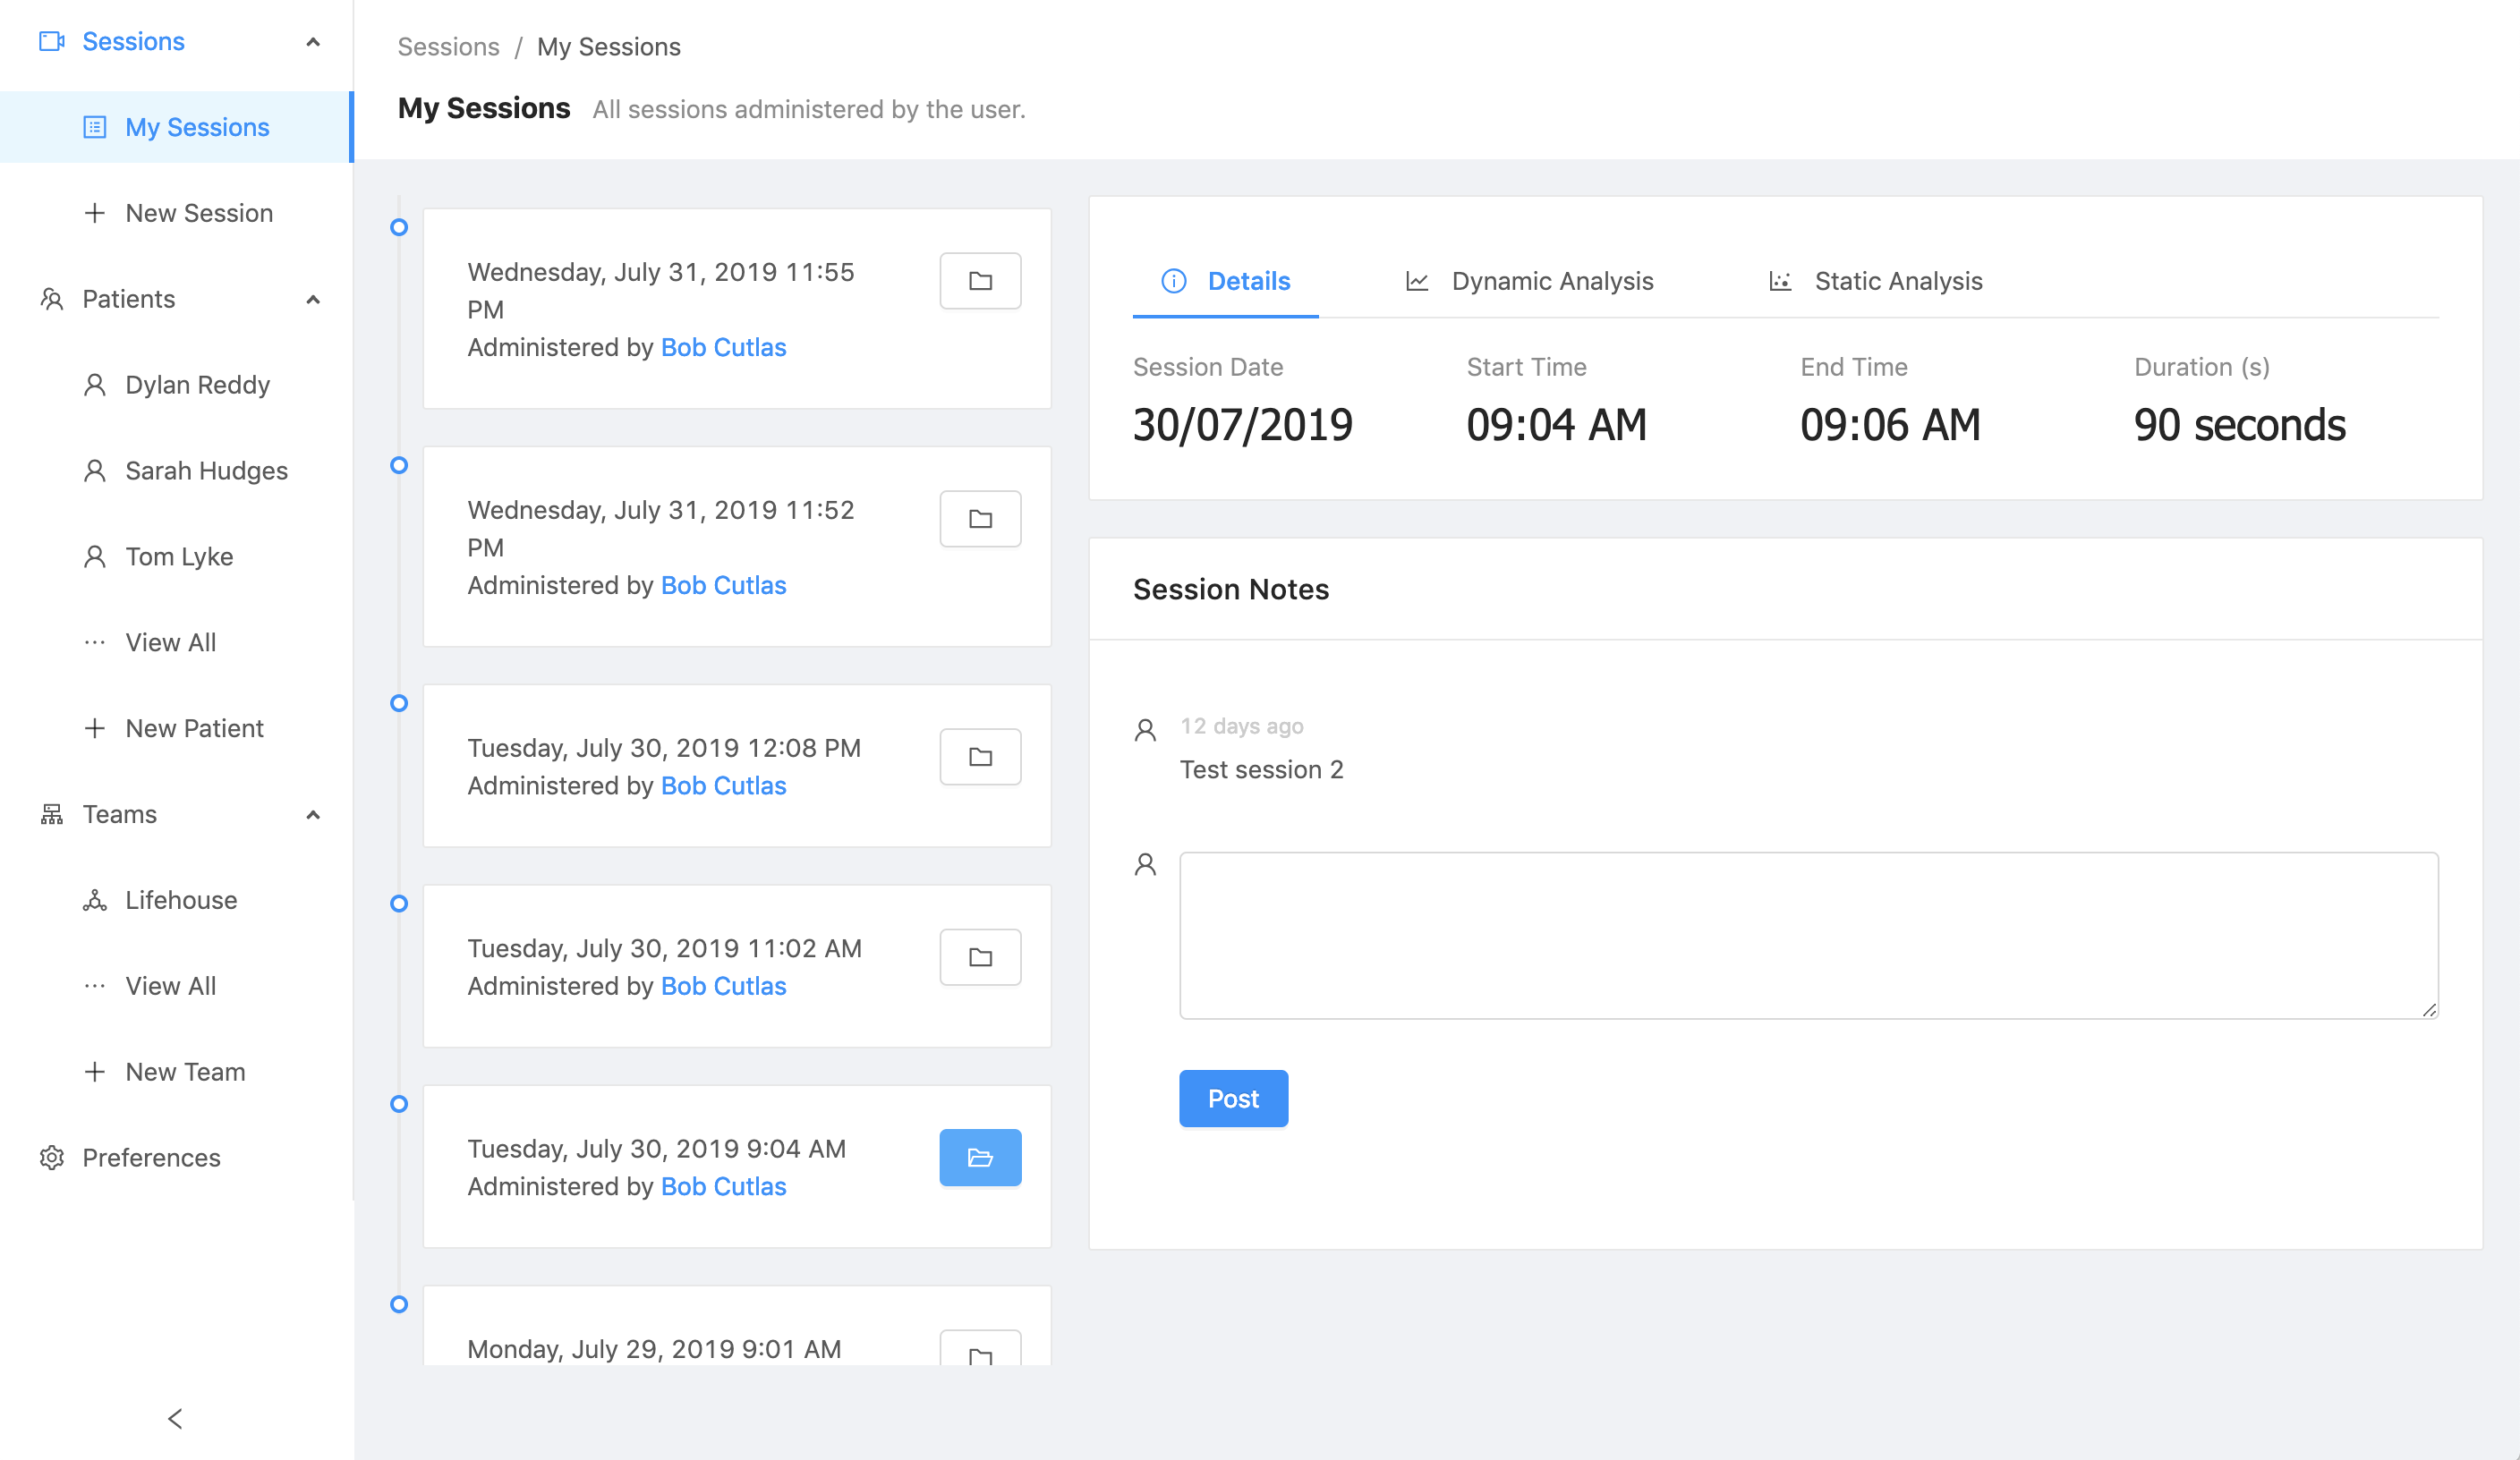 Sessions
My Sessions
New Session
Patients
Dylan Reddy
Sarah Hudges
Tom Lyke
View All
New Patient
Teams
Lifehouse
View All
New Team
Preferences
Sessions / My Sessions
My Sessions All sessions administered by the user.
Wednesday, July 31, 2019 11:55
PM
Administered by Bob Cutlas
Wednesday, July 31, 2019 11:52
PM
Administered by Bob Cutlas
Tuesday, July 30, 2019 12:08 PM
Administered by Bob Cutlas
Tuesday, July 30, 2019 11:02 AM
Administered by Bob Cutlas
Tuesday, July 30, 2019 9:04 AM
Administered by Bob Cutlas
Monday, July 29, 2019 9:01 AM
Details Dynamic Analysis Static Analysis
Session Date Start Time End Time Duration (s)
30/07/2019 09:04 AM 09:06 AM 90 seconds
Session Notes
12 days ago
Test session 2
Post